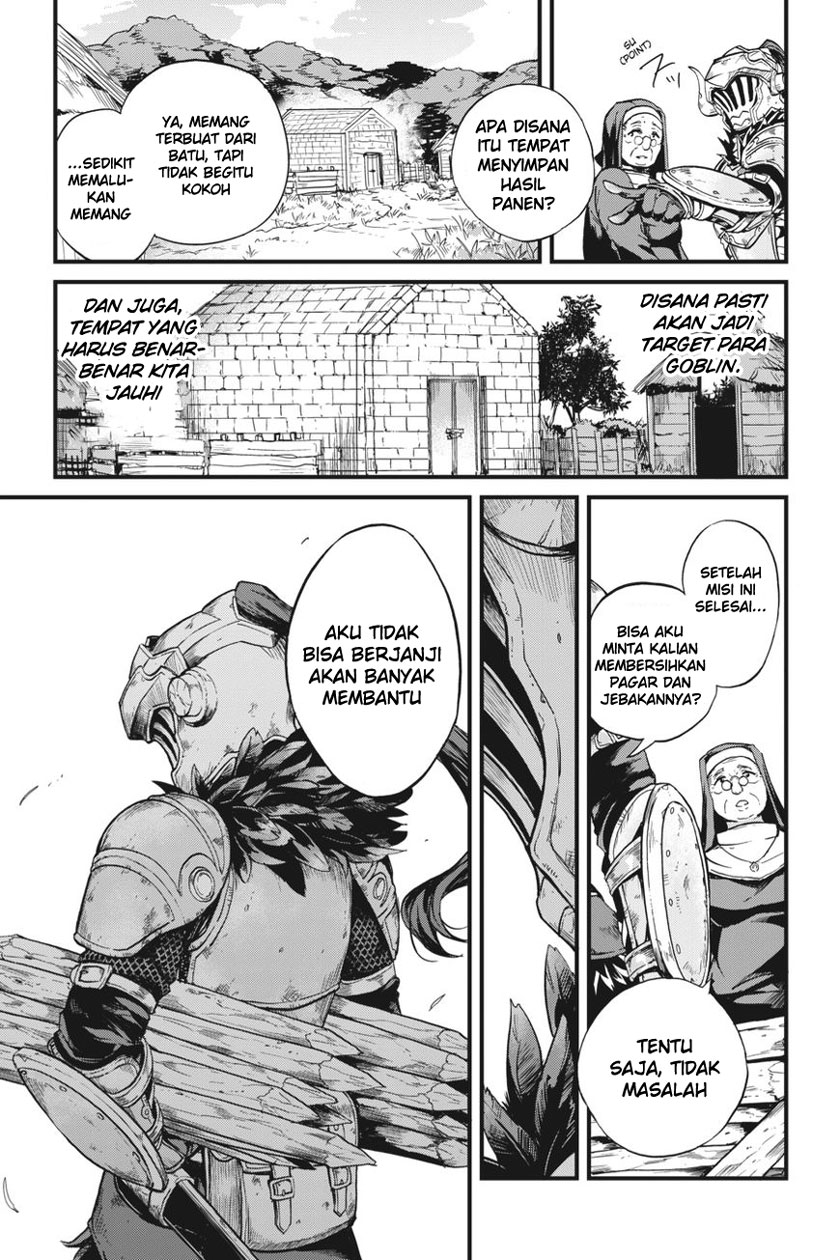 SU
(POINT)
スッ
APA DISANA
ITU TEMPAT
MENYIMPAN
HASIL
PANEN?
YA, MEMANG
TERBUAT DARI
BATU, TAPI
TIDAK BEGITU
KOKOH
...SEDIKIT
MEMALU-
KAN
MEMANG
DISANA PASTI
AKAN JADI
TARGET PARA
GOBLIN.
DAN JUGA,
TEMPAT YANG
HARUS BENAR-
BENAR KITA
JAUHI
SETELAH
MISI INI
SELESAI...
BISA AKU
MINTA KALIAN
MEMBERSIHKAN
PAGAR DAN
JEBAKANNYA?
TENTU
SAJA, TIDAK
MASALAH
AKU TIDAK
BISA BERJANJI
AKAN BANYAK
MEMBANTU